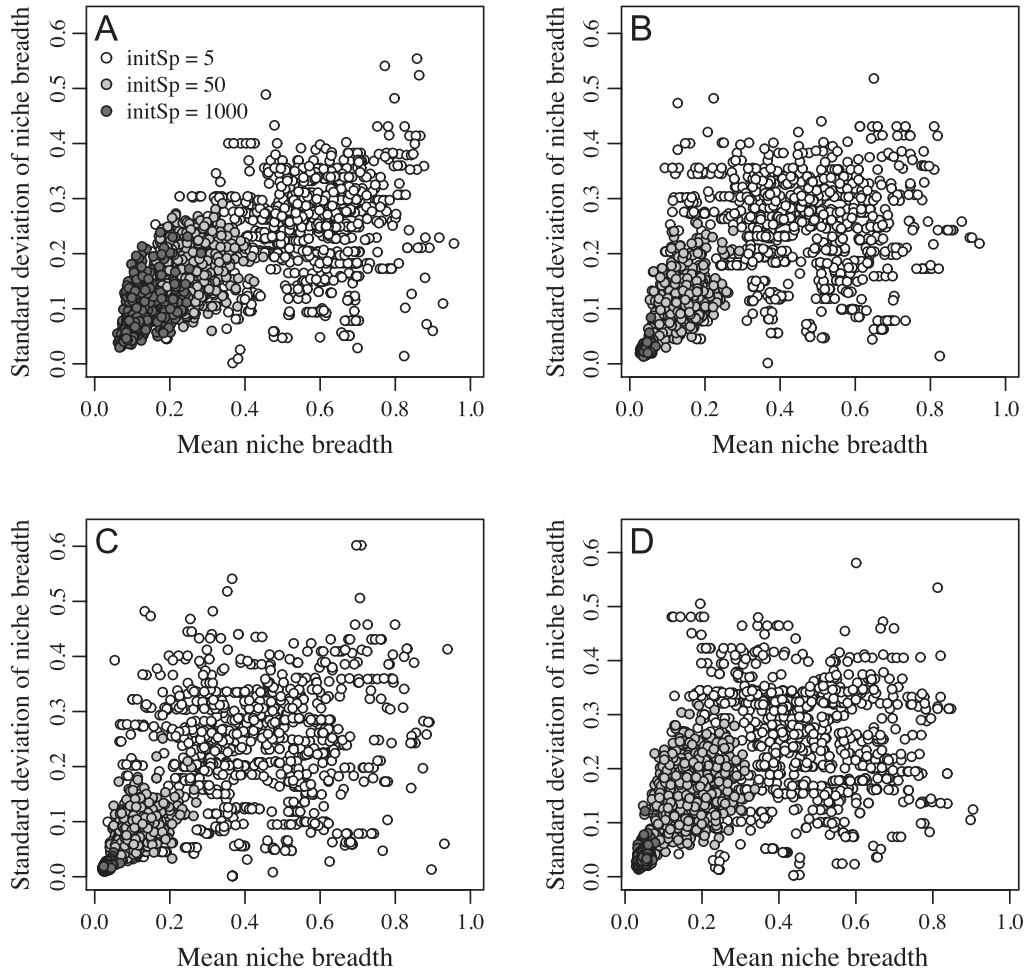 A
initSp = 5
initSp = 50
initSp = 1000
Standard deviation of niche breadth
0.6
0.5
0.4
0.3
0.2
0.1
0.0
0.0 0.2 0.4 0.6 0.8 1.0
Mean niche breadth
B
Standard deviation of niche breadth
0.6
0.5
0.4
0.3
0.2
0.1
0.0
0.0 0.2 0.4 0.6 0.8 1.0
Mean niche breadth
C
Standard deviation of niche breadth
0.6
0.5
0.4
0.3
0.2
0.1
0.0
0.0 0.2 0.4 0.6 0.8 1.0
Mean niche breadth
D
Standard deviation of niche breadth
0.6
0.5
0.4
0.3
0.2
0.1
0.0
0.0 0.2 0.4 0.6 0.8 1.0
Mean niche breadth